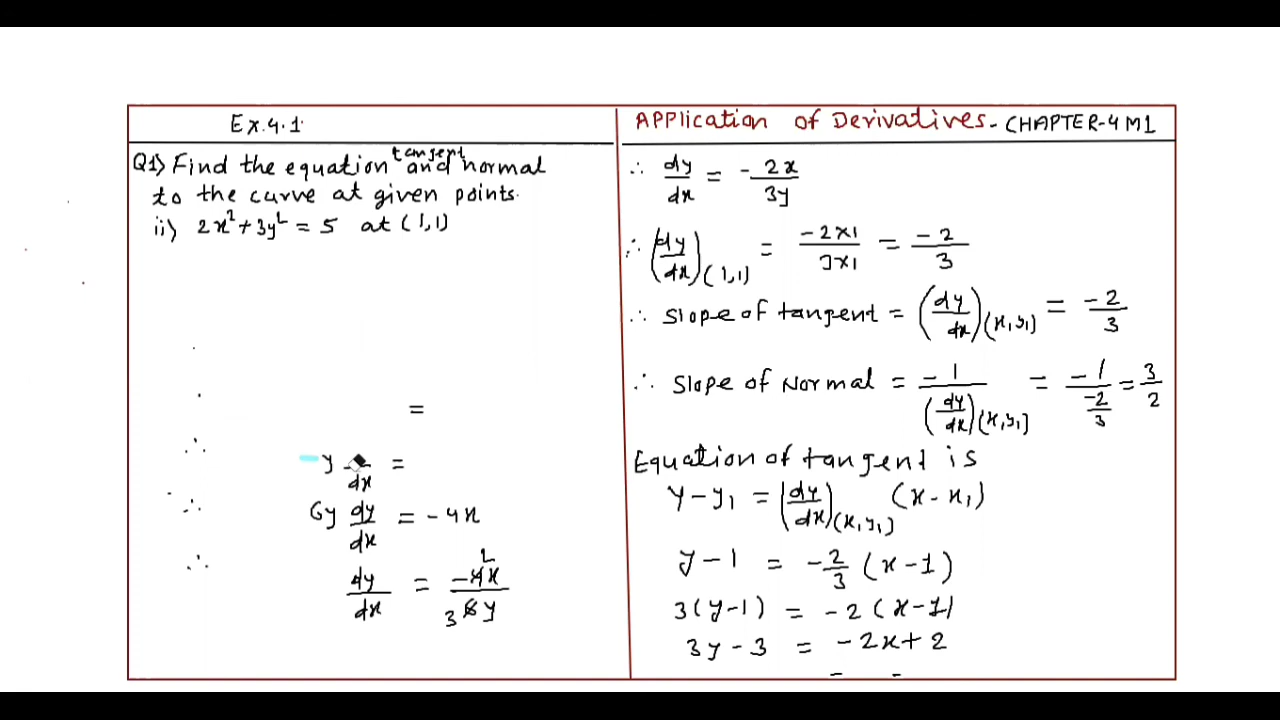 Ex.4.1
Q1) Find the equation tangent and normal
to the curve at given points.
ii) 2x²+3y² = 5 at (1,1)
=
∴ y — =
dx
∴ 6y dy/dx = -4x
∴ dy/dx = -4x/6y
2
3
APPlication of Derivatives - CHAPTER-4 M1
∴ dy/dx = - 2x/3y
∴ (dy/dx)(1,1) = -2×1/3×1 = -2/3
∴ Slope of tangent = (dy/dx)(x,y₁) = -2/3
∴ Slope of Normal = -1/(dy/dx)(x,y₁) = -1/(-2/3) = 3/2
Equation of tangent is
y-y₁ = (dy/dx)(x,y₁) (x-x₁)
y-1 = -2/3 (x-1)
3(y-1) = -2(x-1)
3y-3 = -2x+2